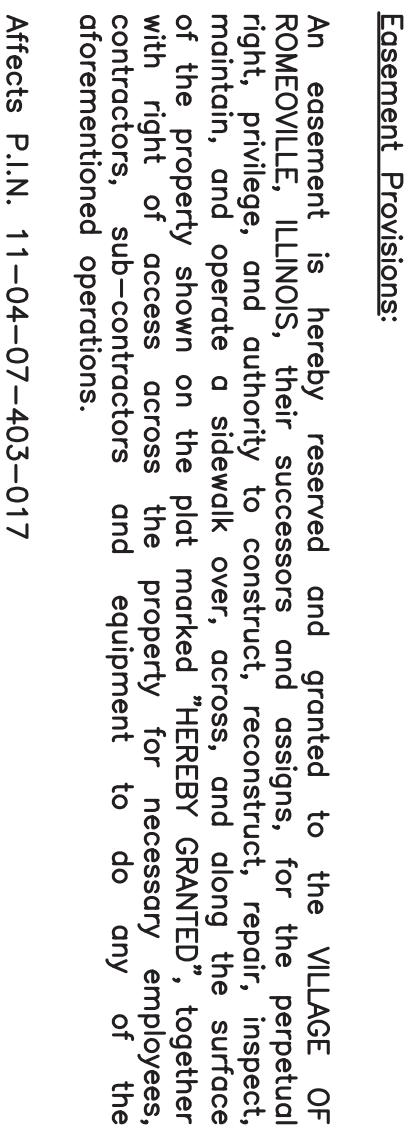 Easement Provisions:
An easement is hereby reserved and granted to the VILLAGE OF
ROMEOVILLE, ILLINOIS, their successors and assigns, for the perpetual
right, privilege, and authority to construct, reconstruct, repair, inspect,
maintain, and operate a sidewalk over, across, and along the surface
of the property shown on the plat marked "HEREBY GRANTED", together
with right of access across the property for necessary employees,
contractors, sub-contractors and equipment to do any of the
aforementioned operations.
Affects P.I.N. 11-04-07-403-017